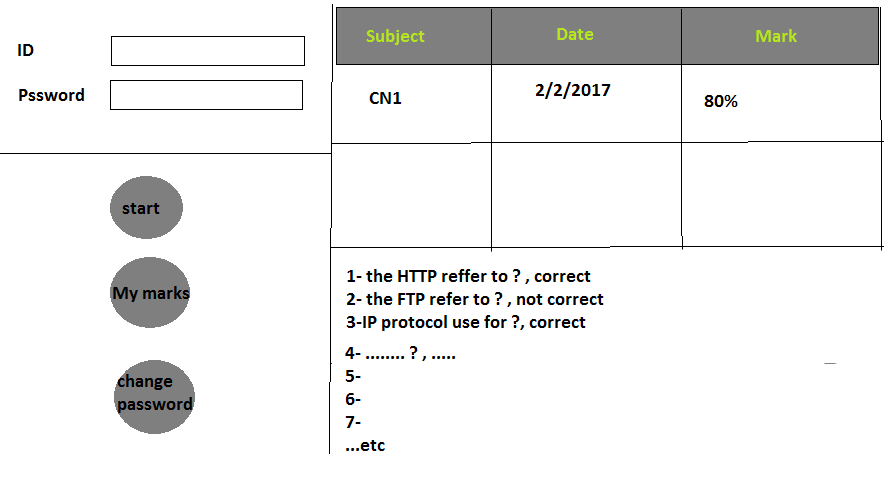 ID
Pssword
start
My marks
change
password
Subject Date Mark
CN1 2/2/2017 80%
1- the HTTP reffer to ? , correct
2- the FTP refer to ? , not correct
3-IP protocol use for ?, correct
4- ........ ? , .....
5-
6-
7-
...etc